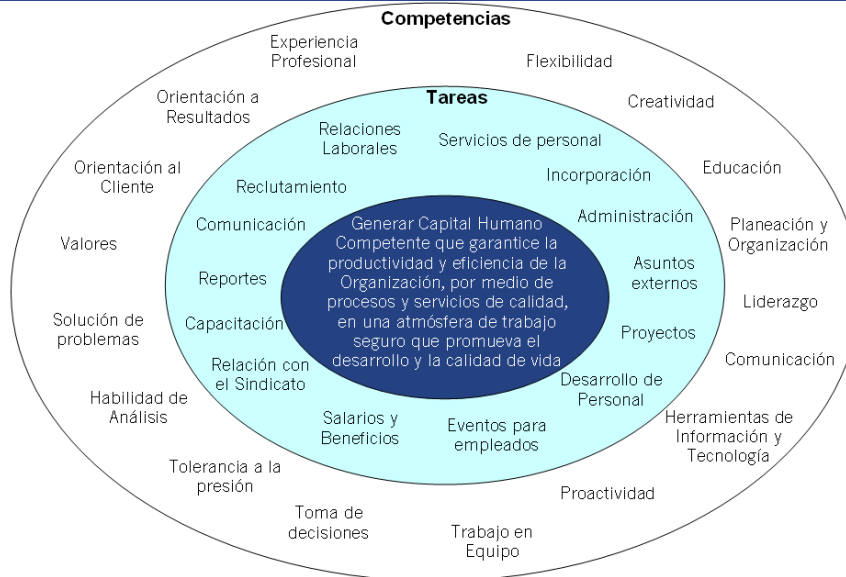 Competencias
Experiencia
Profesional
Flexibilidad
Orientación a
Resultados
Creatividad
Orientación al
Cliente
Educación
Valores
Planeación y
Organización
Solución de
problemas
Liderazgo
Habilidad de
Análisis
Comunicación
Tolerancia a la
presión
Herramientas de
Información y
Tecnología
Toma de
decisiones
Trabajo en
Equipo
Proactividad
Tareas
Relaciones
Laborales
Servicios de personal
Reclutamiento
Incorporación
Comunicación
Administración
Reportes
Asuntos
externos
Capacitación
Proyectos
Relación con
el Sindicato
Desarrollo de
Personal
Salarios y
Beneficios
Eventos para
empleados
Generar Capital Humano
Competente que garantice la
productividad y eficiencia de la
Organización, por medio de
procesos y servicios de calidad,
en una atmósfera de trabajo
seguro que promueva el
desarrollo y la calidad de vida